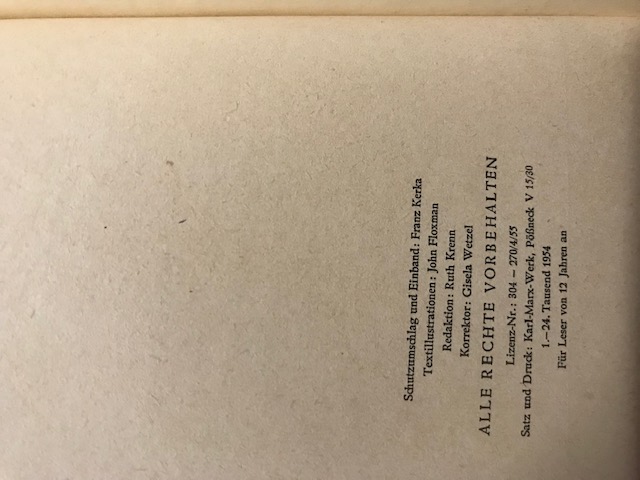 Schutzumschlag und Einband: Franz Kerka
Textillustrationen: John Floxman
Redaktion: Ruth Krenn
Korrektor: Gisela Wetzel
ALLE RECHTE VORBEHALTEN
Lizenz-Nr.: 304 – 270/4/55
Satz und Druck: Karl-Marx-Werk, Pößneck V 15/30
1.–24. Tausend 1954
Für Leser von 12 Jahren an